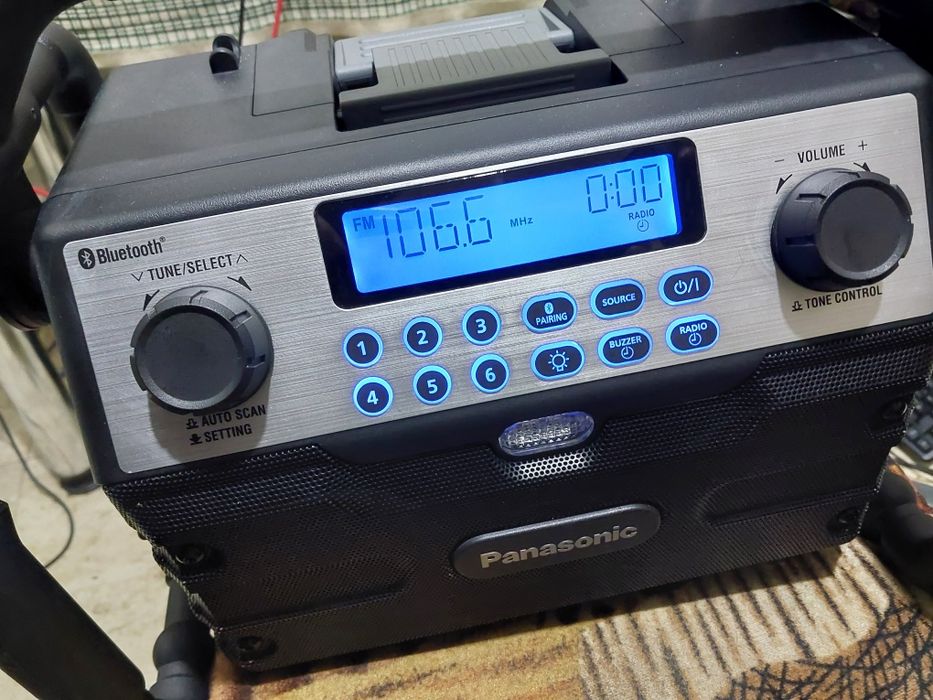 Bluetooth®
TUNE/SELECT
AUTO SCAN
SETTING
FM 106.6 MHz 0:00
RADIO
1 2 3
PAIRING
SOURCE
4 5 6
BUZZER
RADIO
- VOLUME +
TONE CONTROL
Panasonic